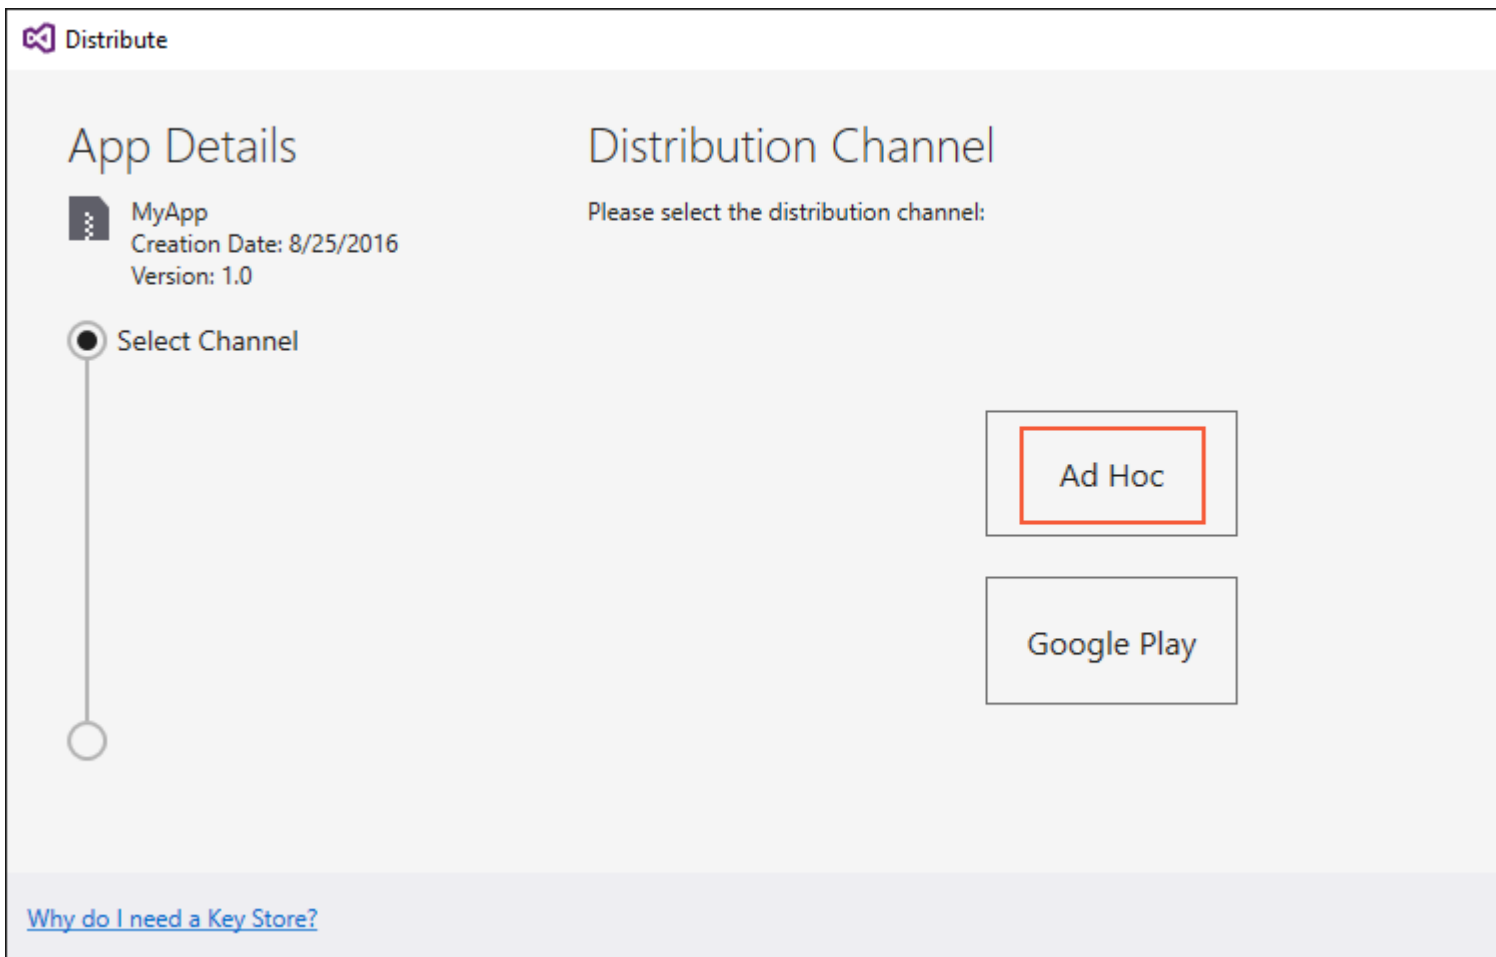 Distribute
App Details
MyApp
Creation Date: 8/25/2016
Version: 1.0
Select Channel
Distribution Channel
Please select the distribution channel:
Ad Hoc
Google Play
Why do I need a Key Store?